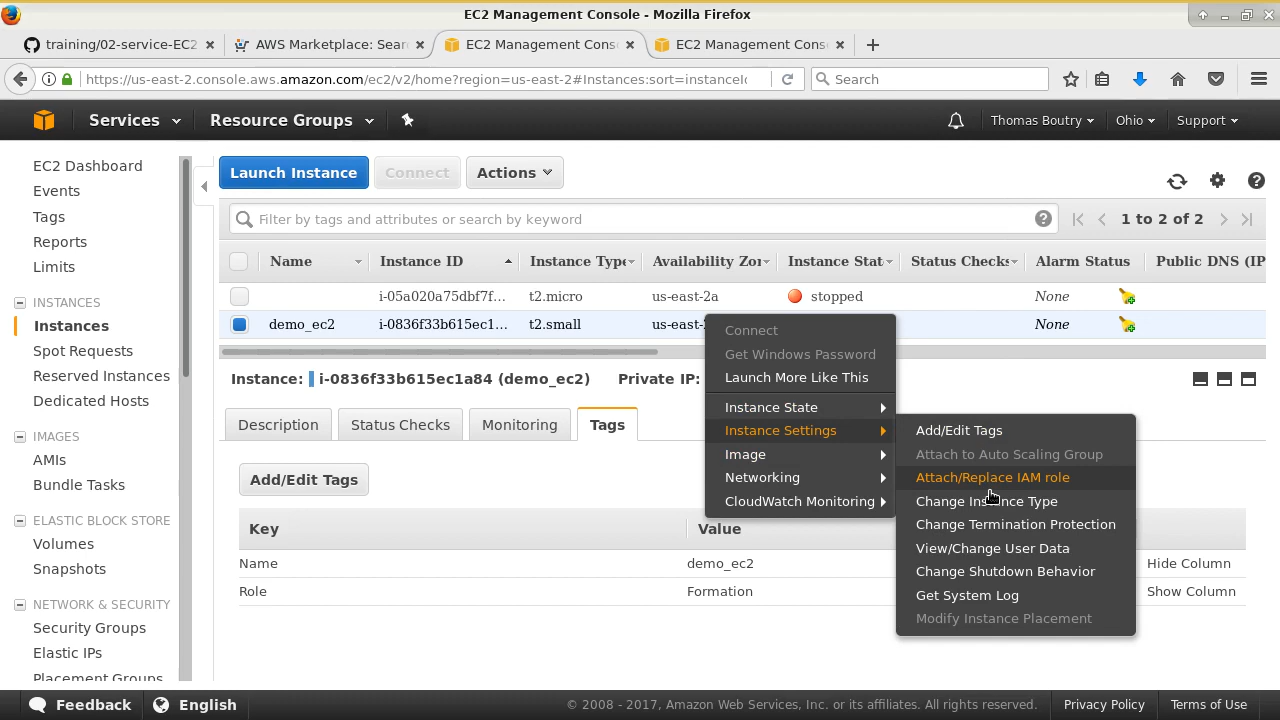 EC2 Management Console - Mozilla Firefox
training/02-service-EC2
AWS Marketplace: Sear
EC2 Management Cons
EC2 Management Cons
https://us-east-2.console.aws.amazon.com/ec2/v2/home?region=us-east-2#Instances:sort=instanceId
Search
Services
Resource Groups
Thomas Boutry
Ohio
Support
EC2 Dashboard
Events
Tags
Reports
Limits
INSTANCES
Instances
Spot Requests
Reserved Instances
Dedicated Hosts
IMAGES
AMIs
Bundle Tasks
ELASTIC BLOCK STORE
Volumes
Snapshots
NETWORK & SECURITY
Security Groups
Elastic IPs
Placement Groups
Launch Instance
Connect
Actions
Filter by tags and attributes or search by keyword
1 to 2 of 2
Name Instance ID Instance Type Availability Zon Instance Stat Status Checks Alarm Status Public DNS (IP
t2.micro us-east-2a stopped None
demo_ec2 i-0836f33b615ec1... t2.small us-east- None
Instance: i-0836f33b615ec1a84 (demo_ec2) Private IP:
Description
Status Checks
Monitoring
Tags
Add/Edit Tags
Key Value
Name demo_ec2 Hide Column
Role Formation Show Column
Connect
Get Windows Password
Launch More Like This
Instance State
Instance Settings
Image
Networking
CloudWatch Monitoring
Add/Edit Tags
Attach to Auto Scaling Group
Attach/Replace IAM role
Change Instance Type
Change Termination Protection
View/Change User Data
Change Shutdown Behavior
Get System Log
Modify Instance Placement
Feedback
English
© 2008 - 2017, Amazon Web Services, Inc. or its affiliates. All rights reserved.
Privacy Policy
Terms of Use